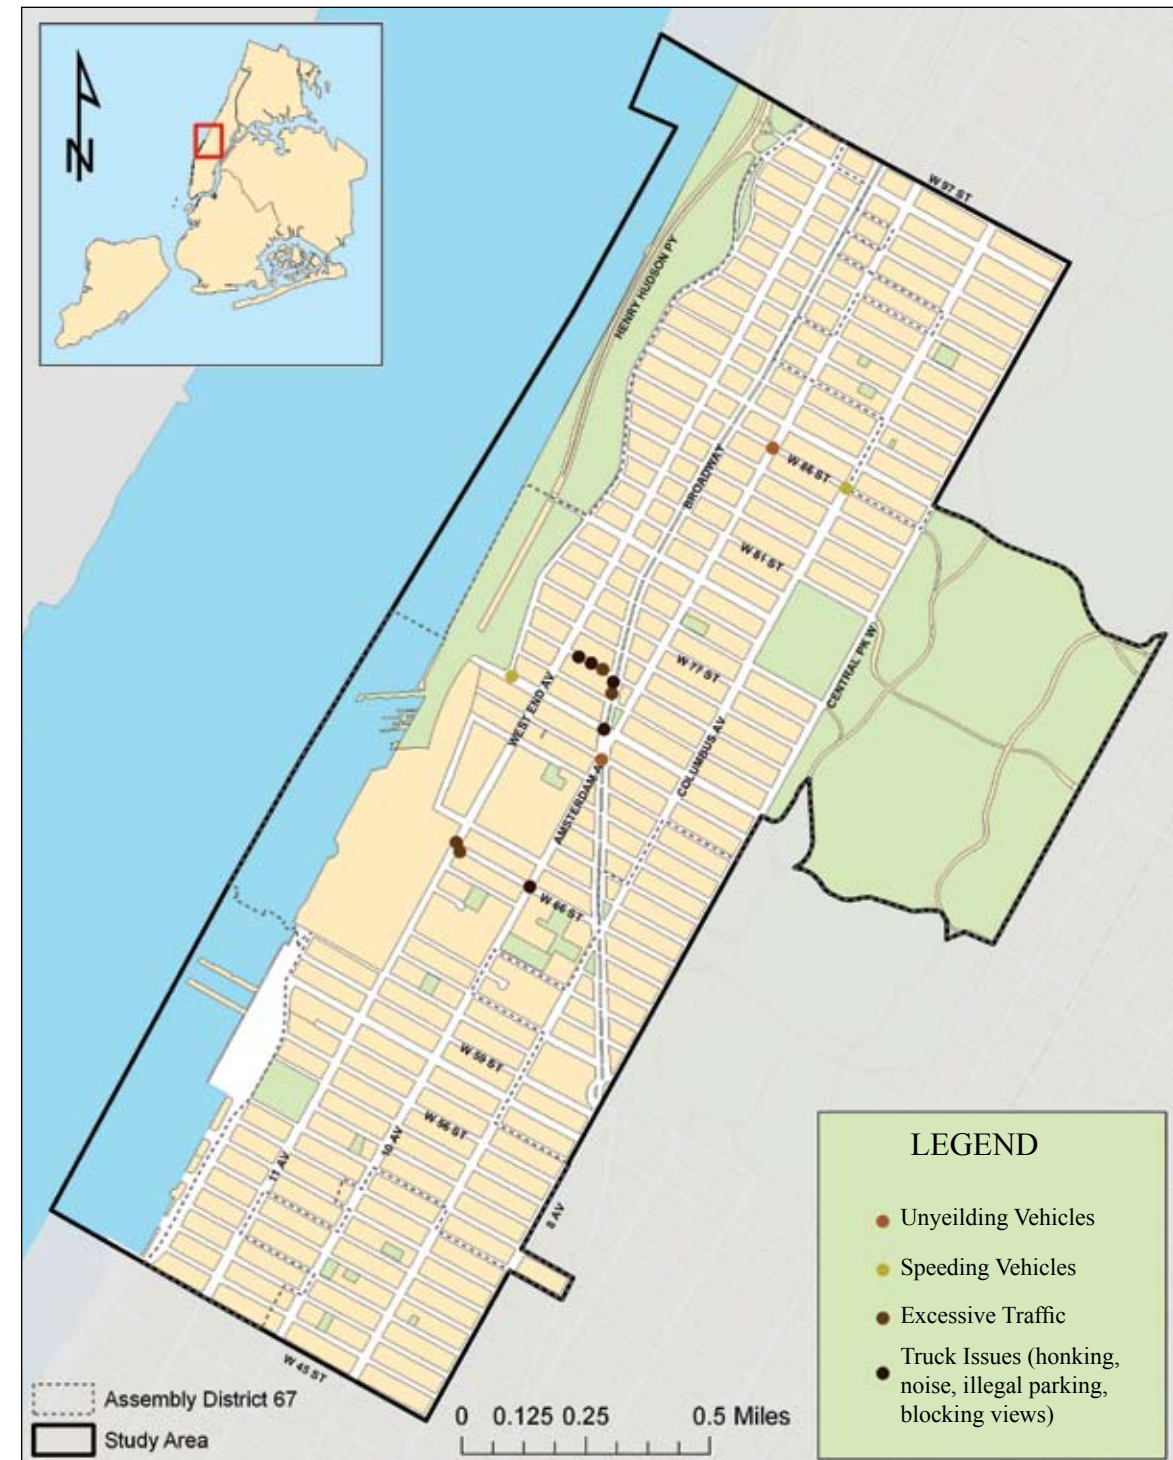 N
W 97 ST
HENRY HUDSON PY
BROADWAY
W 86 ST
W 81 ST
W 77 ST
CENTRAL PK W
WEST END AV
COLUMBUS AV
AMSTERDAM A
W 66 ST
W 59 ST
W 56 ST
11 AV
10 AV
8 AV
W 45 ST
LEGEND
Unyeilding Vehicles
Speeding Vehicles
Excessive Traffic
Truck Issues (honking,
noise, illegal parking,
blocking views)
Assembly District 67
Study Area
0 0.125 0.25 0.5 Miles